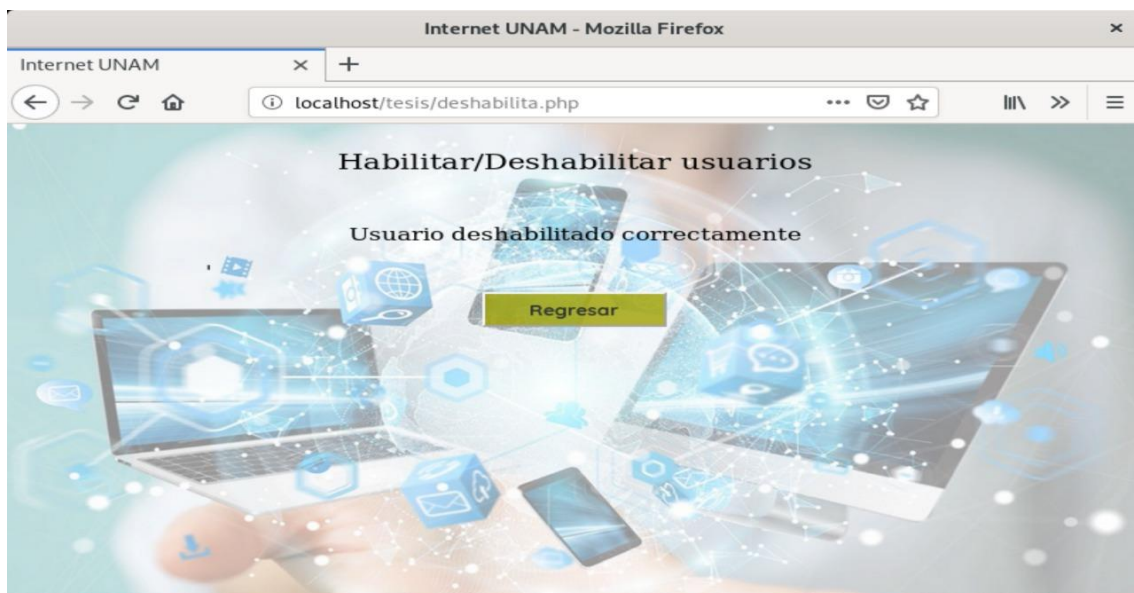 Internet UNAM - Mozilla Firefox
Internet UNAM
localhost/tesis/deshabilita.php
Habilitar/Deshabilitar usuarios
Usuario deshabilitado correctamente
Regresar